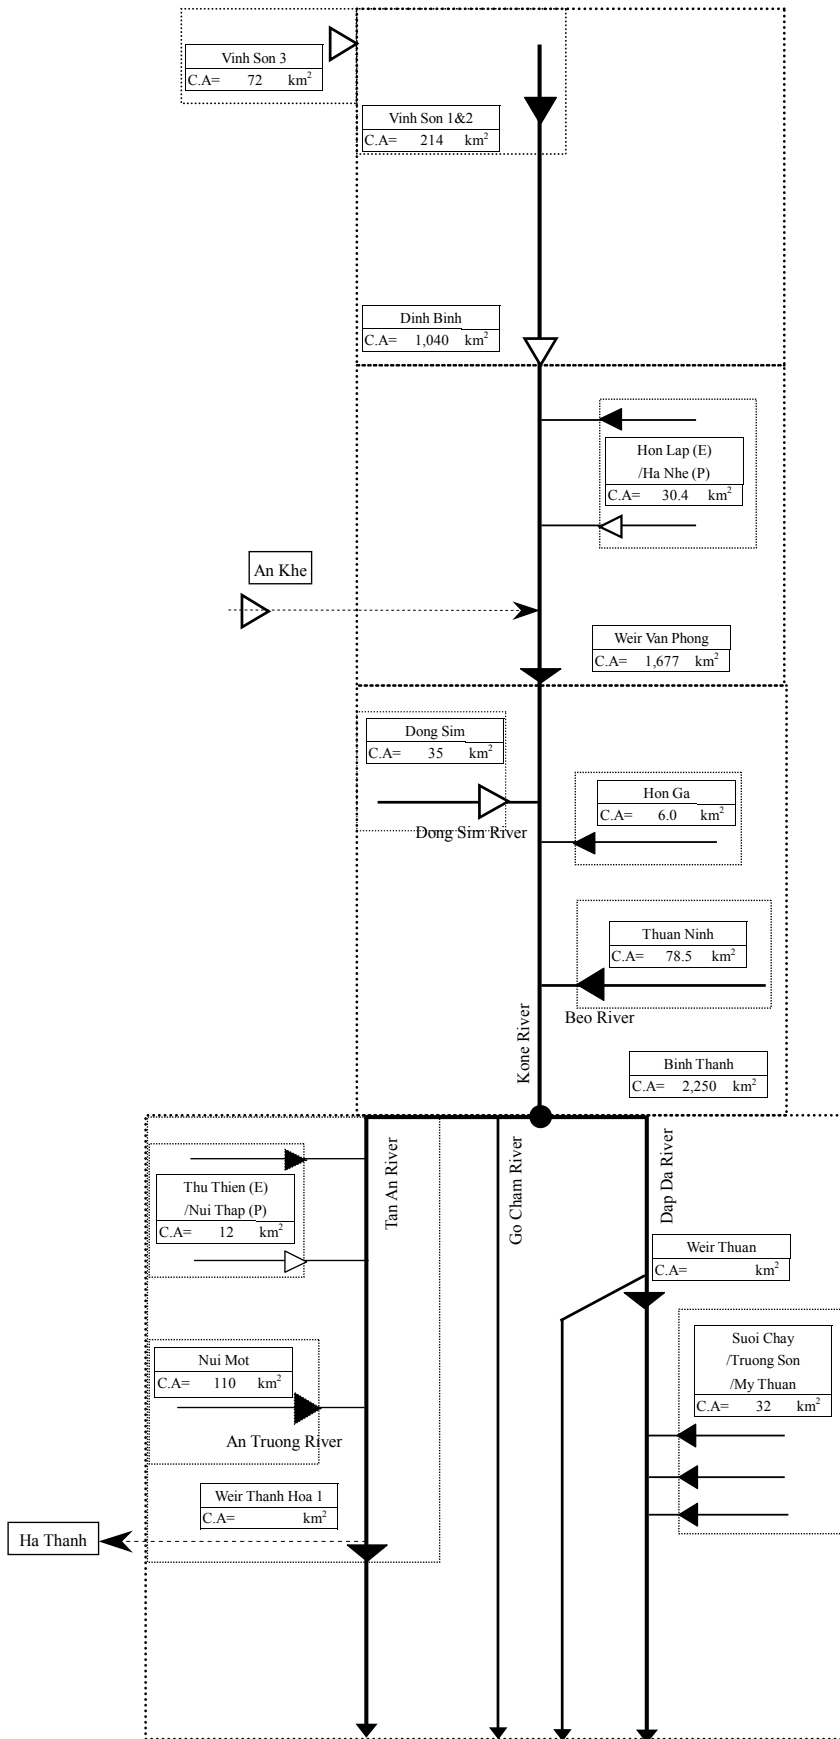 Vinh Son 3
C.A= 72 km²
Vinh Son 1&2
C.A= 214 km²
Dinh Binh
C.A= 1,040 km²
Hon Lap (E)
/Ha Nhe (P)
C.A= 30.4 km²
An Khe
Weir Van Phong
C.A= 1,677 km²
Dong Sim
C.A= 35 km²
Hon Ga
C.A= 6.0 km²
Dong Sim River
Thuan Ninh
C.A= 78.5 km²
Beo River
Kone River
Binh Thanh
C.A= 2,250 km²
Tan An River
Go Cham River
Dap Da River
Thu Thien (E)
/Nui Thap (P)
C.A= 12 km²
Weir Thuan
C.A= km²
Suoi Chay
/Truong Son
/My Thuan
C.A= 32 km²
Nui Mot
C.A= 110 km²
An Truong River
Weir Thanh Hoa 1
C.A= km²
Ha Thanh